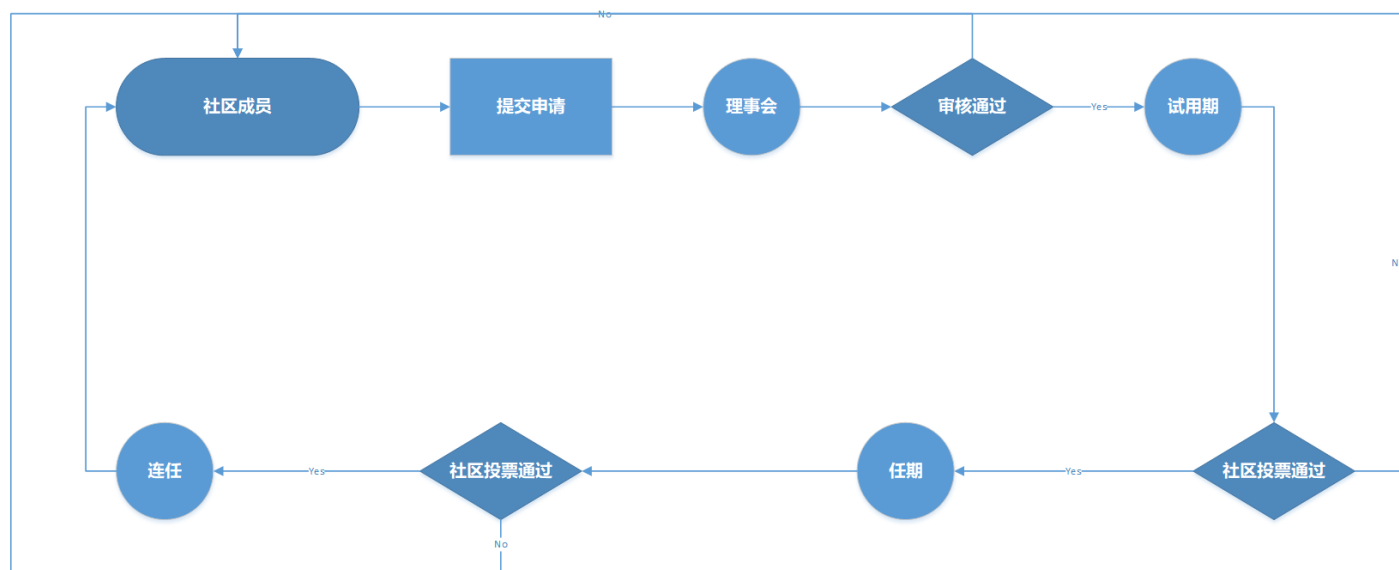 No
社区成员
提交申请
理事会
审核通过
Yes
试用期
连任
Yes
社区投票通过
任期
Yes
社区投票通过
No